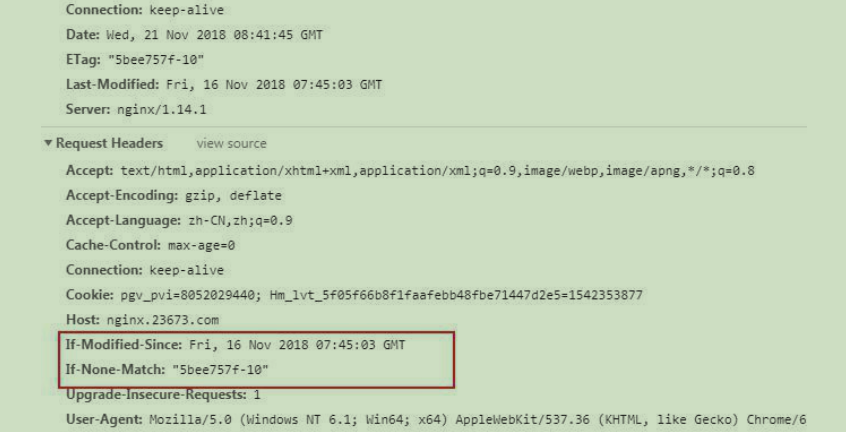 Connection: keep-alive
Date: Wed, 21 Nov 2018 08:41:45 GMT
ETag: "5bee757f-10"
Last-Modified: Fri, 16 Nov 2018 07:45:03 GMT
Server: nginx/1.14.1
▼ Request Headers view source
Accept: text/html,application/xhtml+xml,application/xml;q=0.9,image/webp,image/apng,*/*;q=0.8
Accept-Encoding: gzip, deflate
Accept-Language: zh-CN,zh;q=0.9
Cache-Control: max-age=0
Connection: keep-alive
Cookie: pgv_pvi=8052029440; Hm_lvt_5f05f66b8f1faafebb48fbe71447d2e5=1542353877
Host: nginx.23673.com
If-Modified-Since: Fri, 16 Nov 2018 07:45:03 GMT
If-None-Match: "5bee757f-10"
Upgrade-Insecure-Requests: 1
User-Agent: Mozilla/5.0 (Windows NT 6.1; Win64; x64) AppleWebKit/537.36 (KHTML, like Gecko) Chrome/6